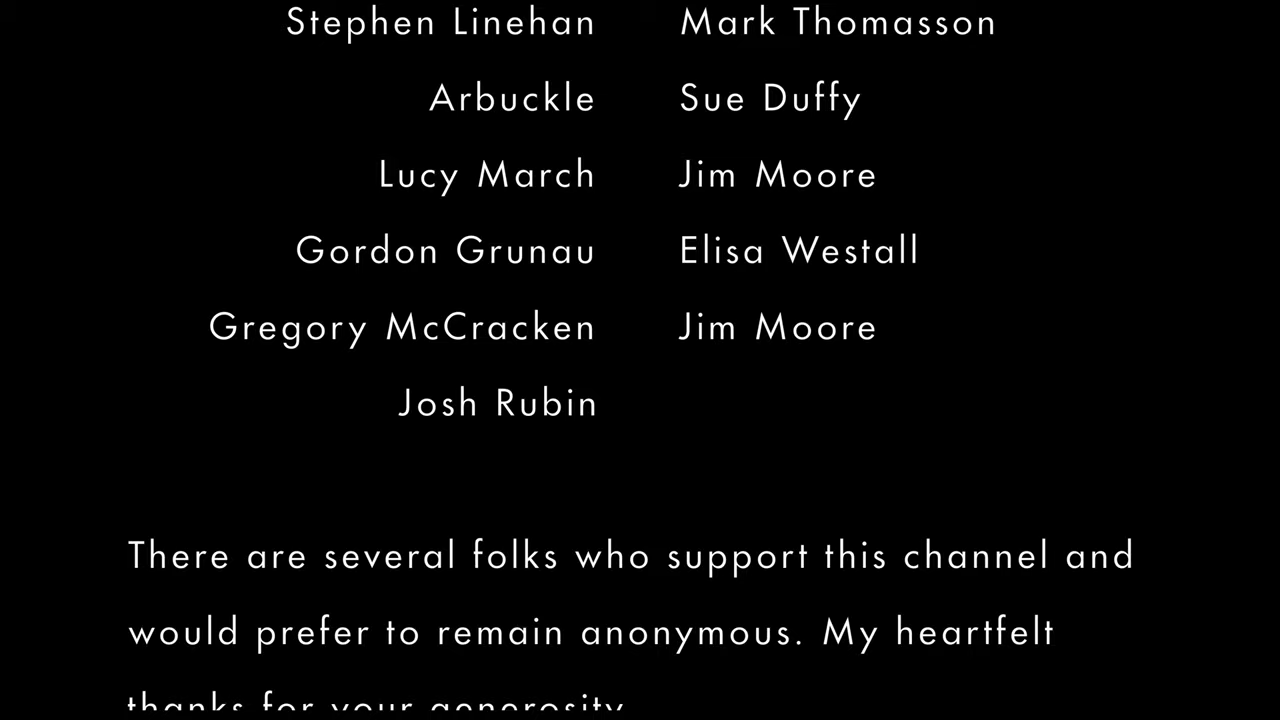 Stephen Linehan Mark Thomasson
Arbuckle Sue Duffy
Lucy March Jim Moore
Gordon Grunau Elisa Westall
Gregory McCracken Jim Moore
Josh Rubin
There are several folks who support this channel and
would prefer to remain anonymous. My heartfelt
thanks for your generosity.